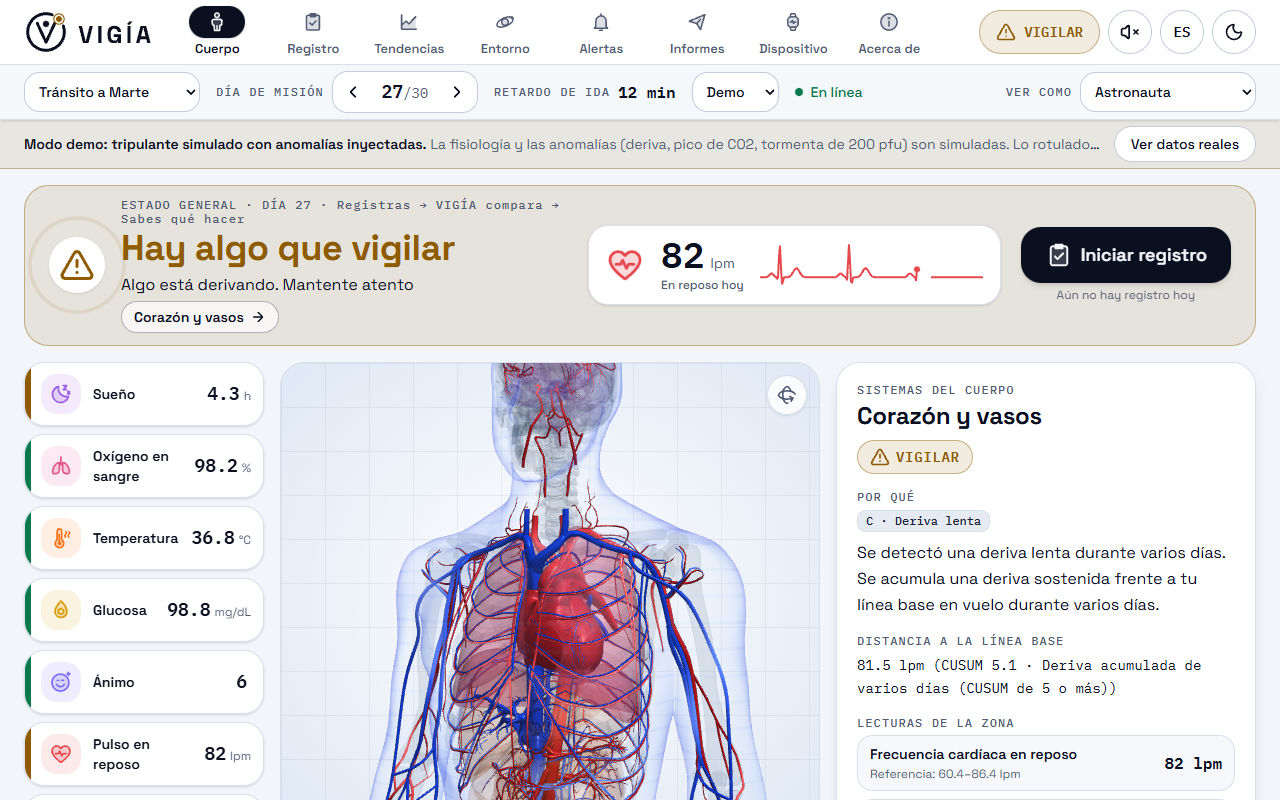 VIGÍA
Cuerpo
Registro
Tendencias
Entorno
Alertas
Informes
Dispositivo
Acerca de
VIGILAR
ES
Tránsito a Marte
DÍA DE MISIÓN
27/30
RETARDO DE IDA 12 min
Demo
En línea
VER COMO
Astronauta
Modo demo: tripulante simulado con anomalías inyectadas. La fisiología y las anomalías (deriva, pico de CO2, tormenta de 200 pfu) son simuladas. Lo rotulado...
Ver datos reales
ESTADO GENERAL · DÍA 27 · Registras → VIGÍA compara →
Sabes qué hacer
Hay algo que vigilar
Algo está derivando. Mantente atento
Corazón y vasos →
82 lpm
En reposo hoy
Iniciar registro
Aún no hay registro hoy
Sueño
4.3 h
Oxígeno en
sangre
98.2 %
Temperatura
36.8 °C
Glucosa
98.8 mg/dL
Ánimo
6
Pulso en
reposo
82 lpm
SISTEMAS DEL CUERPO
Corazón y vasos
VIGILAR
POR QUÉ
C · Deriva lenta
Se detectó una deriva lenta durante varios días.
Se acumula una deriva sostenida frente a tu
línea base en vuelo durante varios días.
DISTANCIA A LA LÍNEA BASE
81.5 lpm (CUSUM 5.1 · Deriva acumulada de
varios días (CUSUM de 5 o más))
LECTURAS DE LA ZONA
Frecuencia cardíaca en reposo
Referencia: 60.4–86.4 lpm
82 lpm